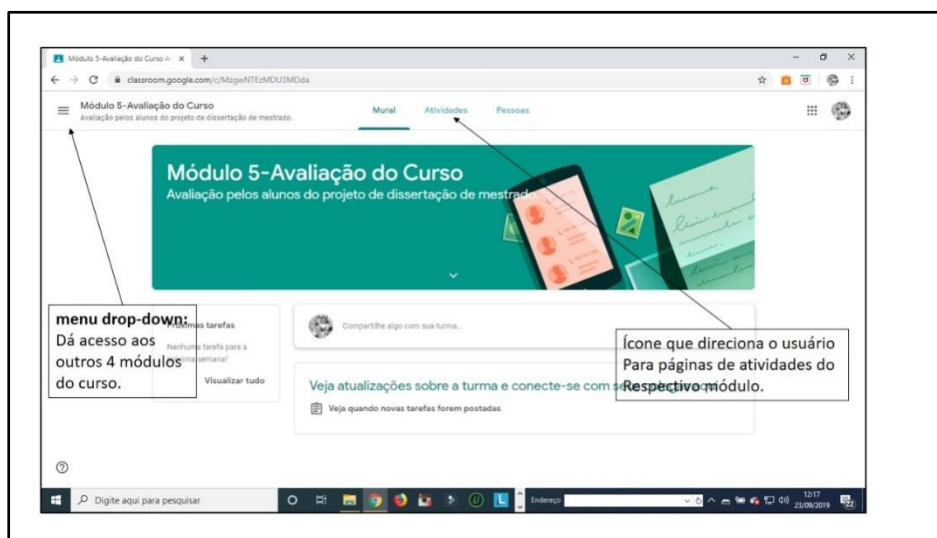 Módulo 5-Avaliação do Curso A
classroom.google.com/c/MzgwNTEzMDU3MDda
Módulo 5-Avaliação do Curso
Avaliação pelos alunos do projeto de dissertação de mestrado.
Mural Atividades Pessoas
Módulo 5-Avaliação do Curso
Avaliação pelos alunos do projeto de dissertação de mestrado
menu drop-down:
Dá acesso aos
outros 4 módulos
do curso.
Próximas tarefas
Nenhuma tarefa para a
próxima semana!
Visualizar tudo
Compartilhe algo com sua turma...
Ícone que direciona o usuário
Para páginas de atividades do
Respectivo módulo.
Veja atualizações sobre a turma e conecte-se com
Veja quando novas tarefas forem postadas
Digite aqui para pesquisar
Endereço
12:17
23/09/2019
22